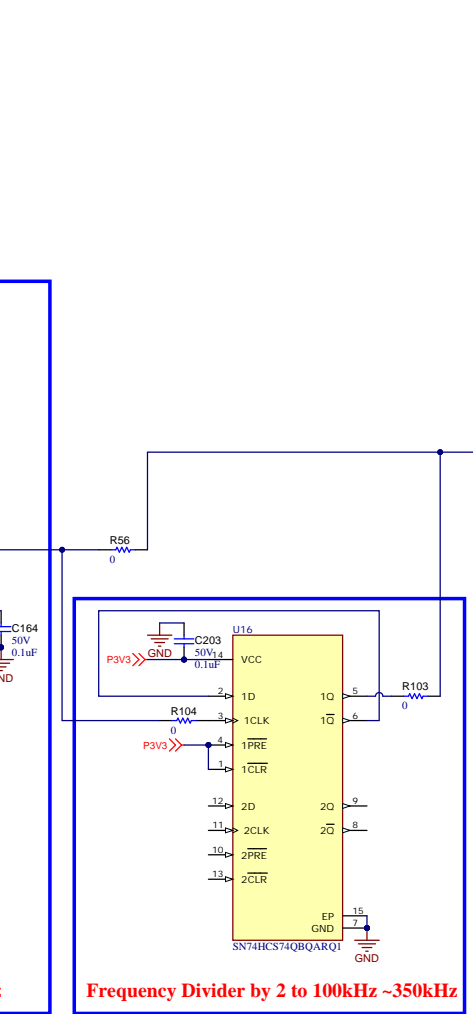 R56
0
C164
50V
0.1uF
ND
U16
C203
50V
0.1uF
GND
P3V3
14
VCC
2
1D
1Q
5
R103
0
R104
0
3
1CLK
1Q
6
P3V3
4
1PRE
1
1CLR
12
2D
2Q
9
11
2CLK
2Q
8
10
2PRE
13
2CLR
EP
15
GND
7
GND
SN74HCS74QBQARQ1
Frequency Divider by 2 to 100kHz ~350kHz